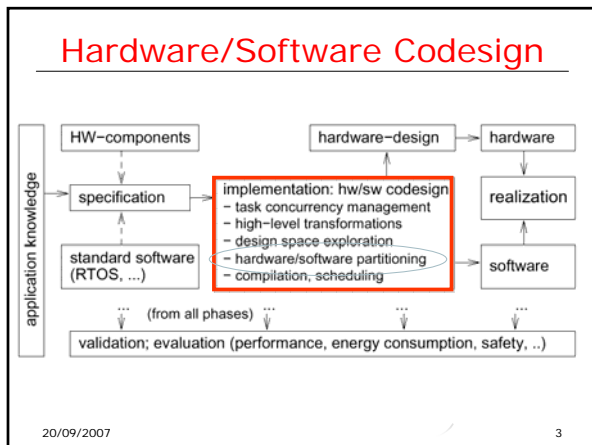 Hardware/Software Codesign
application knowledge
HW−components
specification
standard software
(RTOS, ...)
implementation: hw/sw codesign
− task concurrency management
− high−level transformations
− design space exploration
− hardware/software partitioning
− compilation, scheduling
hardware−design
hardware
realization
software
... (from all phases) ... ... ...
validation; evaluation (performance, energy consumption, safety, ..)
20/09/2007
3